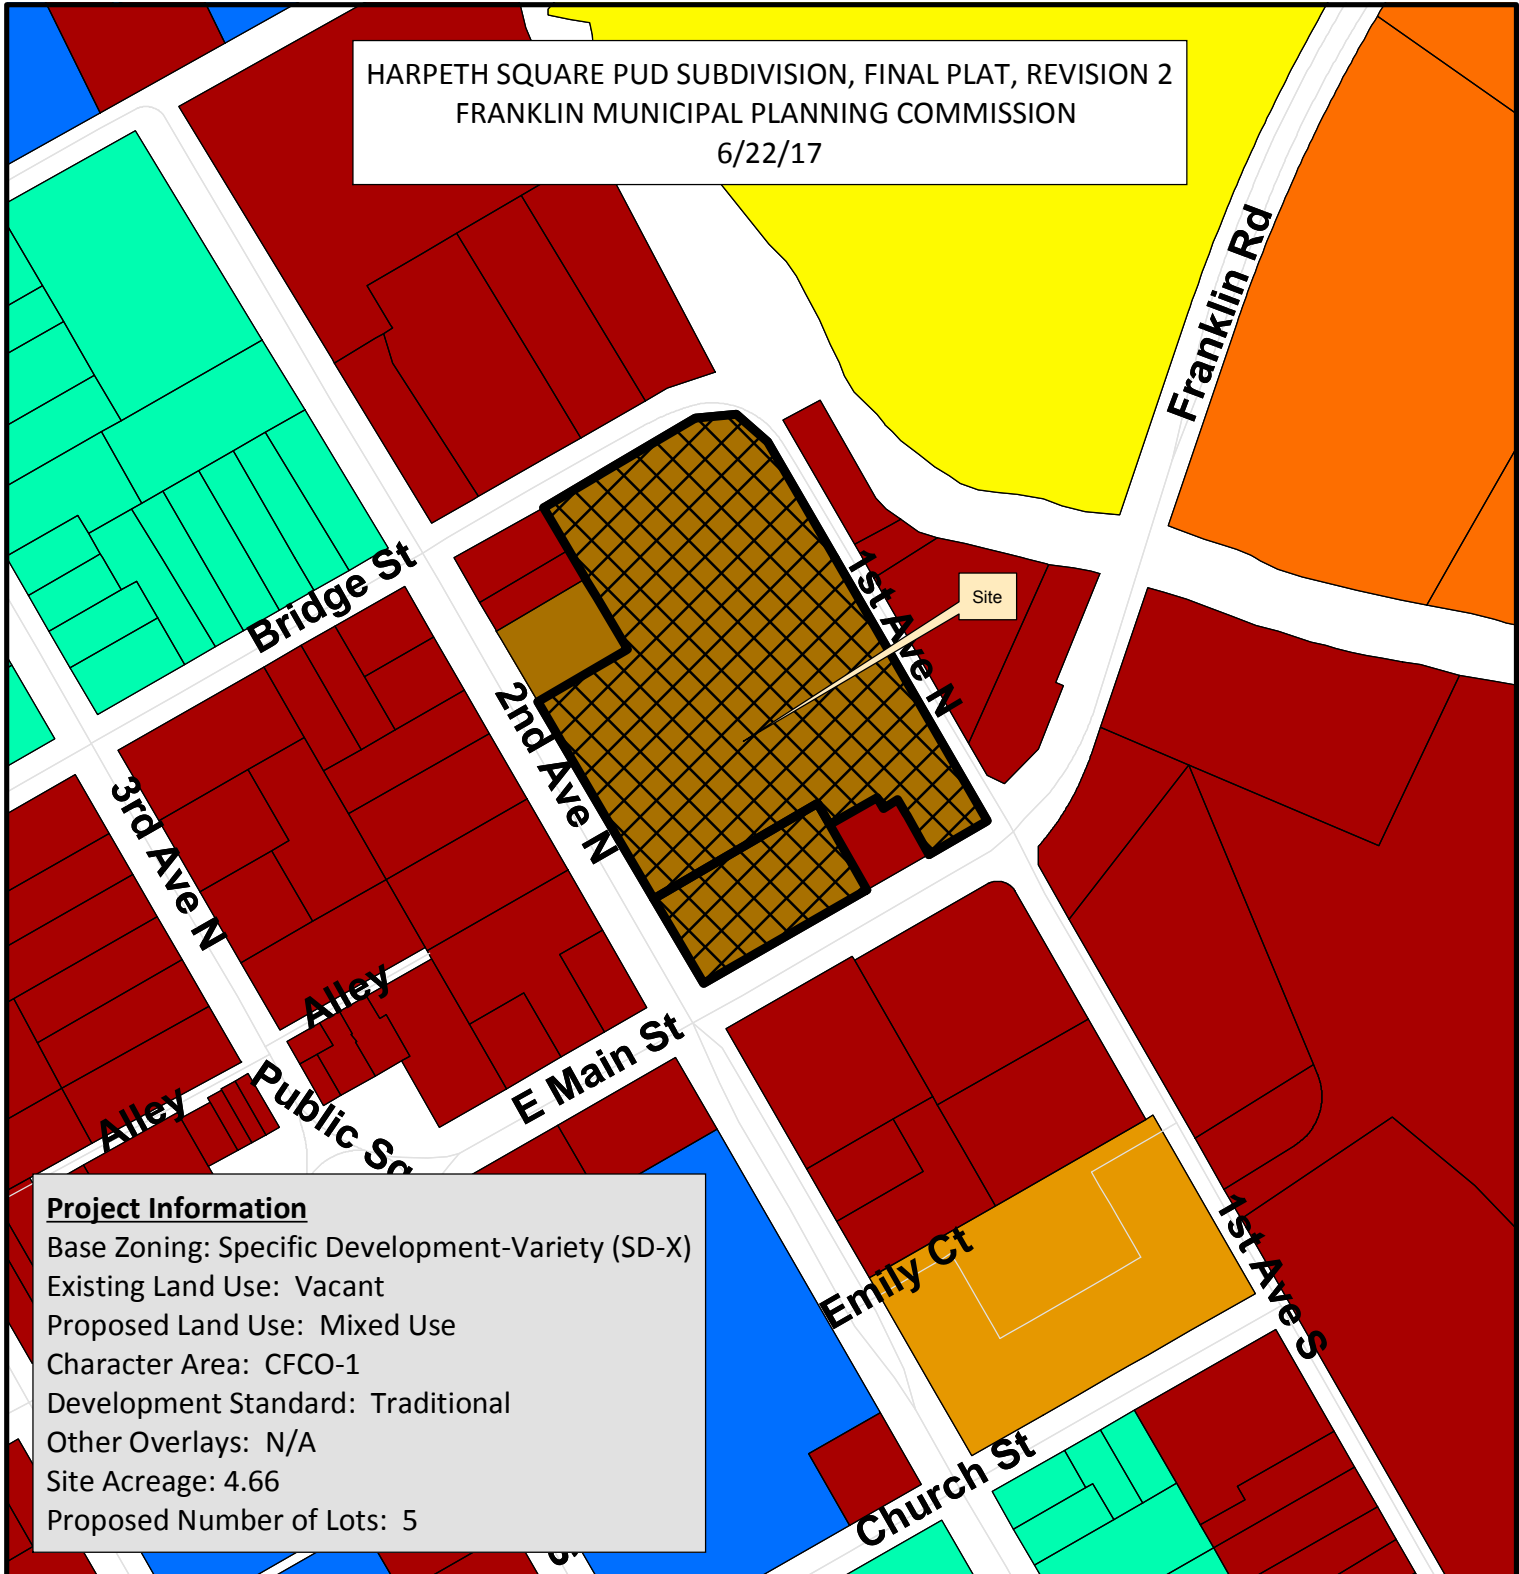 HARPETH SQUARE PUD SUBDIVISION, FINAL PLAT, REVISION 2
FRANKLIN MUNICIPAL PLANNING COMMISSION
6/22/17
Franklin Rd
Bridge St
1st Ave N
Site
2nd Ave N
3rd Ave N
Alley
E Main St
Public Sq
Alley
Emily Ct
1st Ave S
Church St
Project Information
Base Zoning: Specific Development-Variety (SD-X)
Existing Land Use: Vacant
Proposed Land Use: Mixed Use
Character Area: CFCO-1
Development Standard: Traditional
Other Overlays: N/A
Site Acreage: 4.66
Proposed Number of Lots: 5